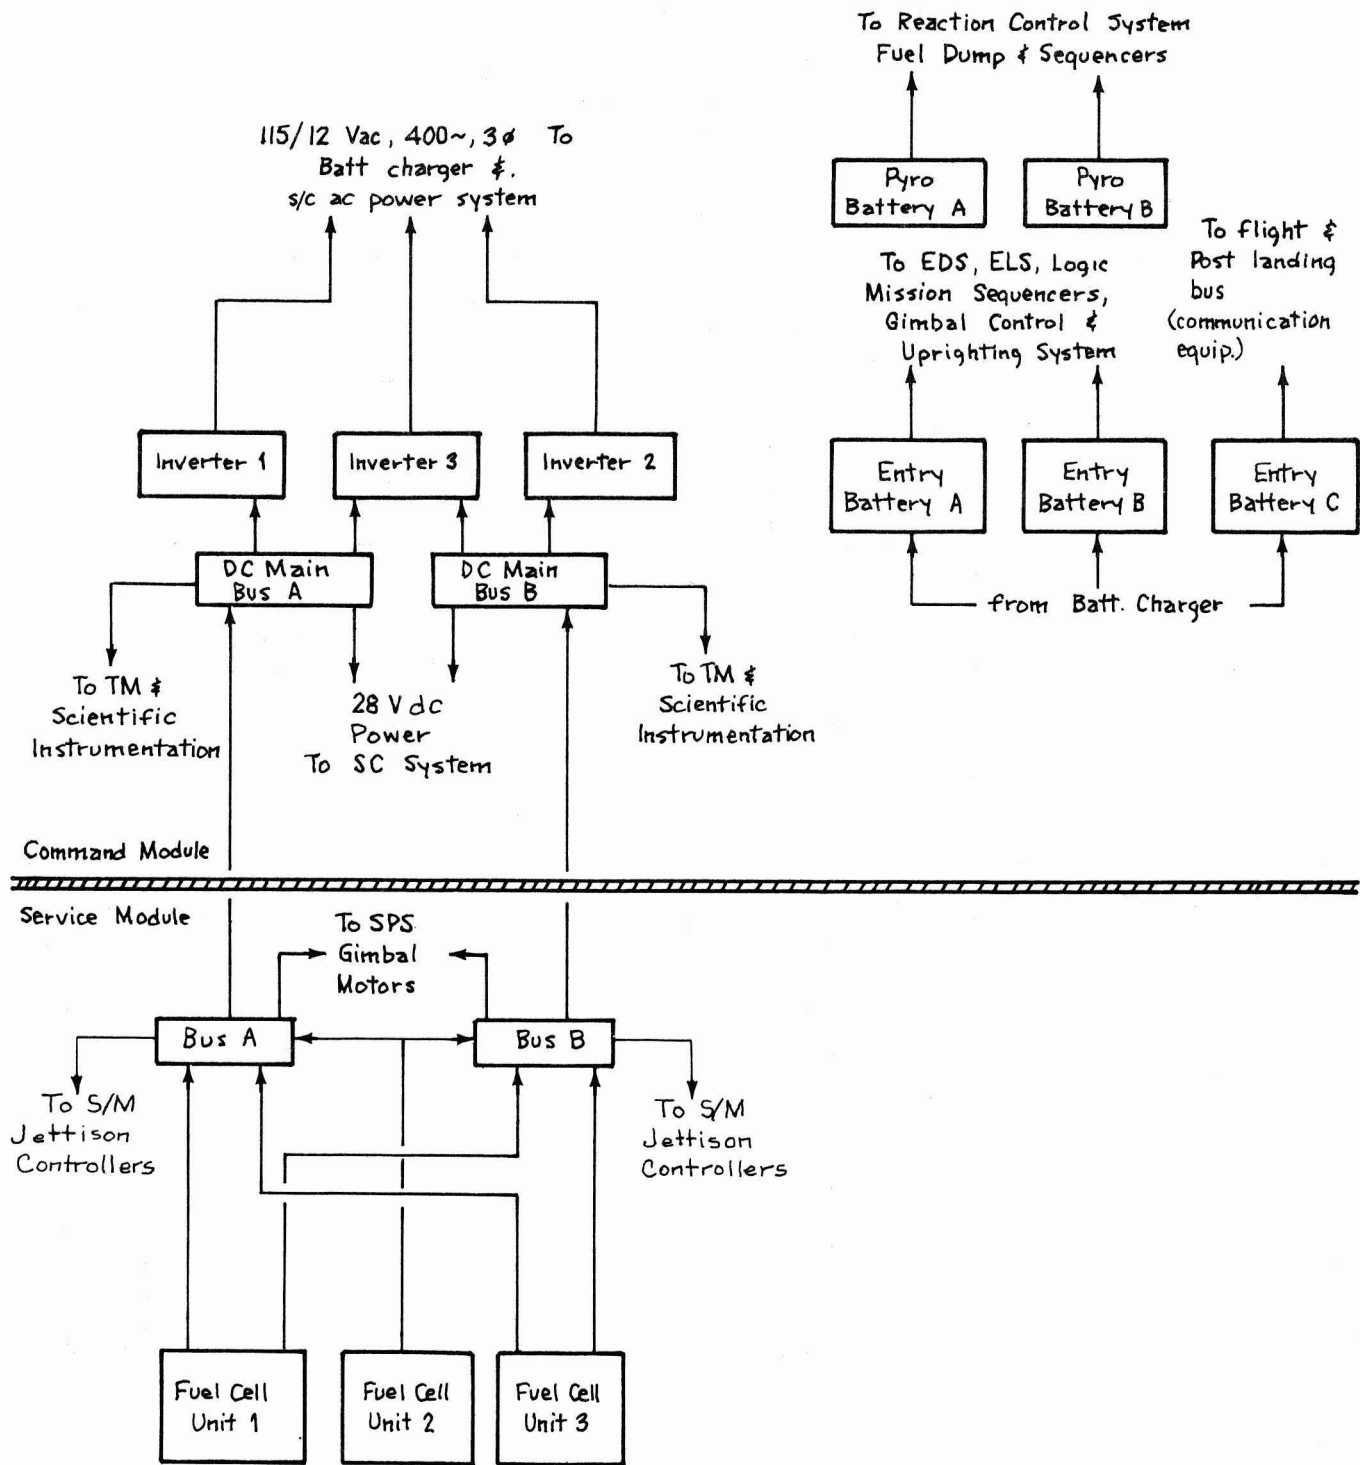 To Reaction Control System
Fuel Dump & Sequencers
115/12 Vac, 400~, 3ø To
Batt charger &.
s/c ac power system
Pyro
Battery A
Pyro
Battery B
To flight &
Post landing
bus
(communication
equip.)
To EDS, ELS, Logic
Mission Sequencers,
Gimbal Control &
Uprighting System
Inverter 1
Inverter 3
Inverter 2
Entry
Battery A
Entry
Battery B
Entry
Battery C
DC Main
Bus A
DC Main
Bus B
from Batt. Charger
To TM &
Scientific
Instrumentation
28 V dc
Power
To SC System
To TM &
Scientific
Instrumentation
Command Module
Service Module
To SPS
Gimbal
Motors
Bus A
Bus B
To S/M
Jettison
Controllers
To S/M
Jettison
Controllers
Fuel Cell
Unit 1
Fuel Cell
Unit 2
Fuel Cell
Unit 3